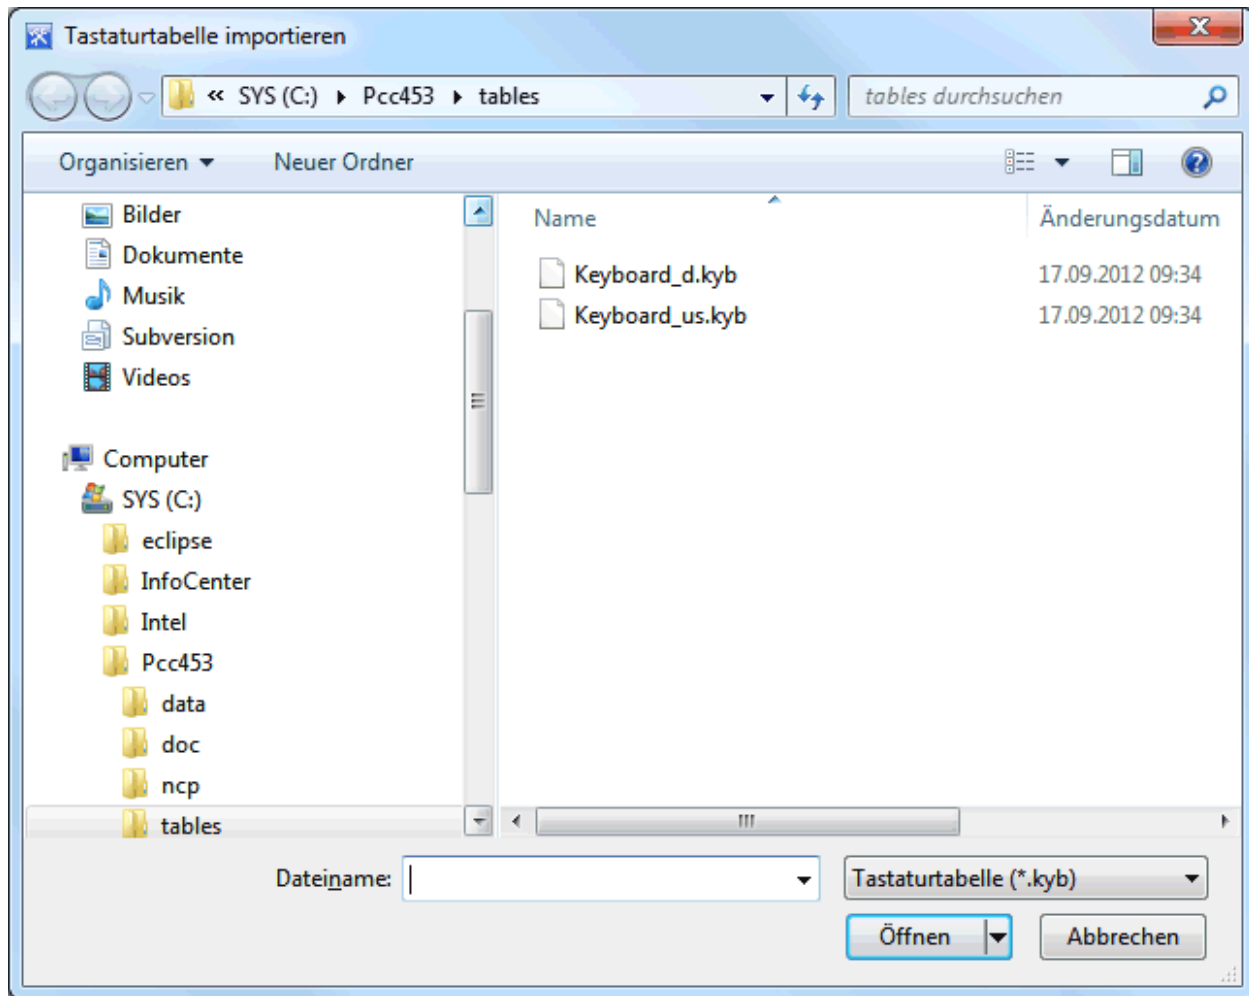 Tastaturtabelle importieren
« SYS (C:) Pcc453 tables
tables durchsuchen
Organisieren Neuer Ordner
Bilder
Dokumente
Musik
Subversion
Videos
Computer
SYS (C:)
eclipse
InfoCenter
Intel
Pcc453
data
doc
ncp
tables
Name Änderungsdatum
Keyboard_d.kyb 17.09.2012 09:34
Keyboard_us.kyb 17.09.2012 09:34
Dateiname: Tastaturtabelle (*.kyb)
Öffnen Abbrechen